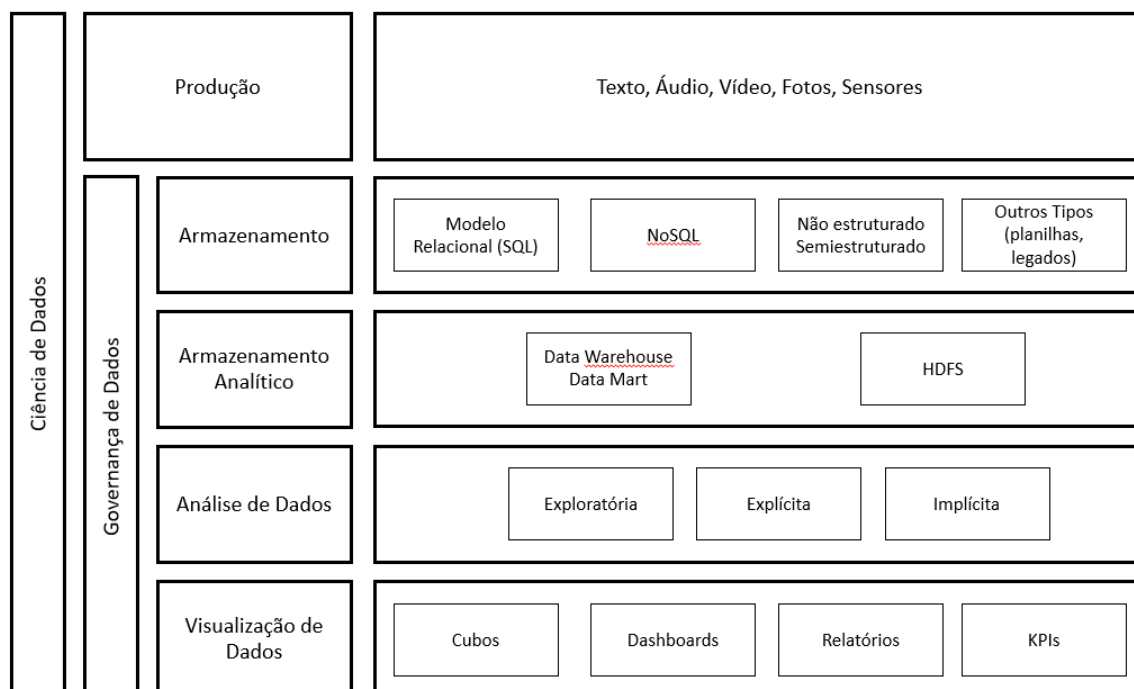 Ciência de Dados
Produção
Texto, Áudio, Vídeo, Fotos, Sensores
Governança de Dados
Armazenamento
Modelo
Relacional (SQL)
NoSQL
Não estruturado
Semiestruturado
Outros Tipos
(planilhas,
legados)
Armazenamento
Analítico
Data Warehouse
Data Mart
HDFS
Análise de Dados
Exploratória
Explícita
Implícita
Visualização de
Dados
Cubos
Dashboards
Relatórios
KPIs